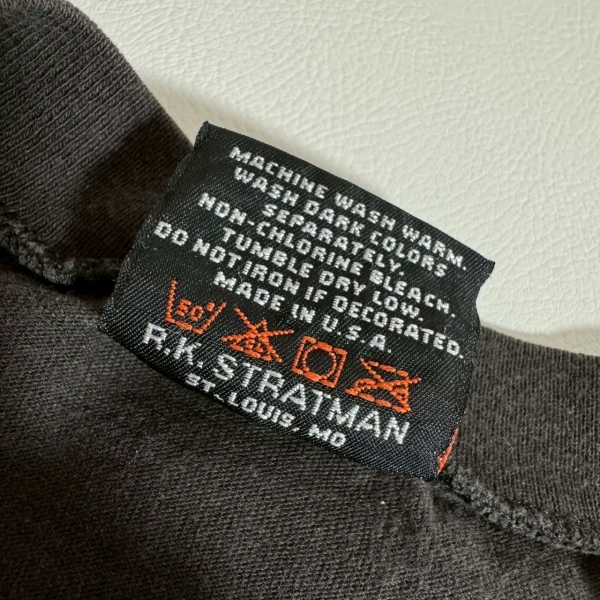 MACHINE WASH WARM.
WASH DARK COLORS
SEPARATELY.
NON-CHLORINE BLEACH.
TUMBLE DRY LOW.
DO NOT IRON IF DECORATED.
MADE IN U.S.A.
50°
R.K. STRATMAN
ST. LOUIS, MO